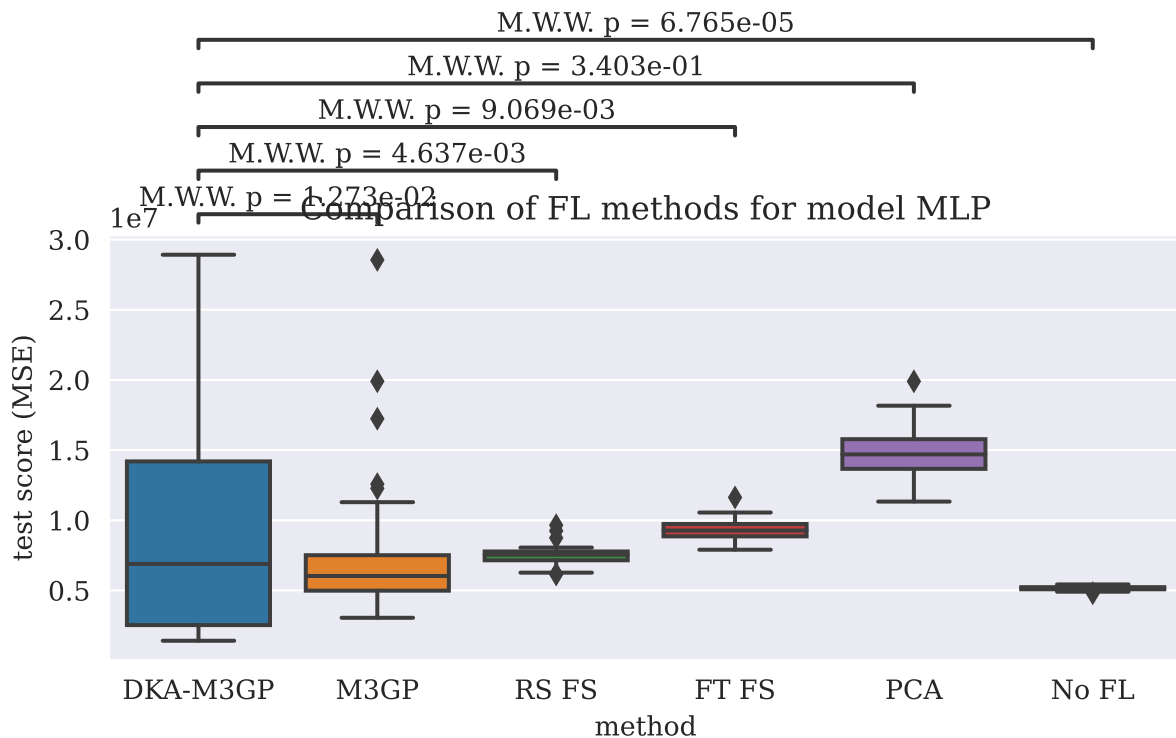 M.W.W. p = 6.765e-05
M.W.W. p = 3.403e-01
M.W.W. p = 9.069e-03
M.W.W. p = 4.637e-03
M.W.W. p = 1.273e-02
1e7
Comparison of FL methods for model MLP
3.0
2.5
2.0
1.5
1.0
0.5
test score (MSE)
DKA-M3GP M3GP RS FS FT FS PCA No FL
method